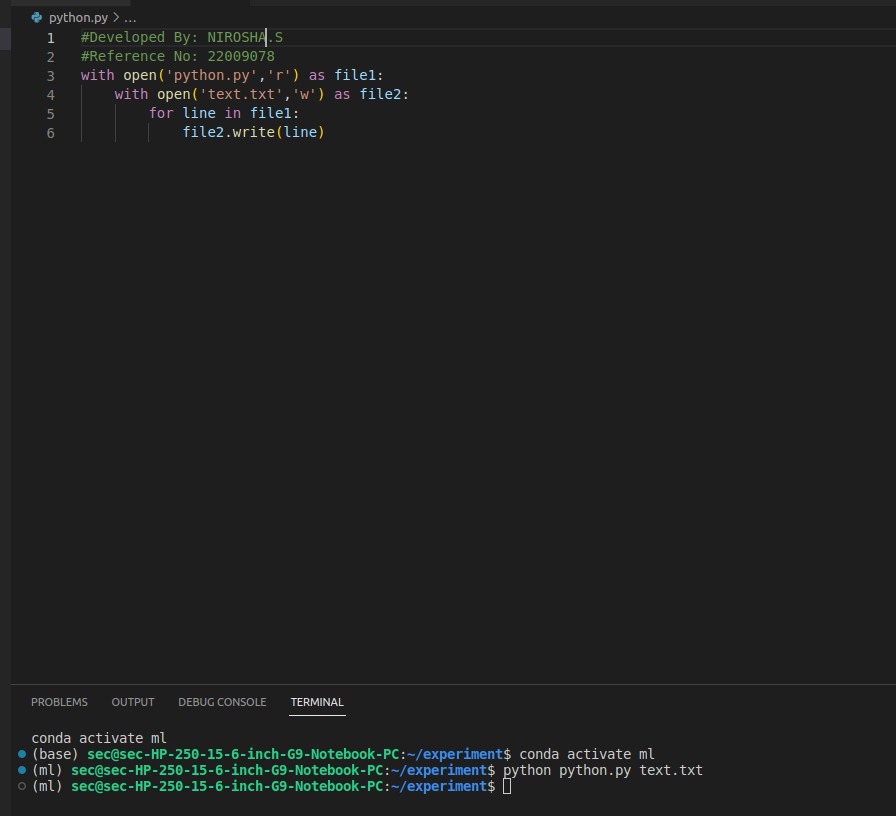 python.py > ...
1 #Developed By: NIROSHA.S
2 #Reference No: 22009078
3 with open('python.py','r') as file1:
4     with open('text.txt','w') as file2:
5         for line in file1:
6             file2.write(line)
PROBLEMS OUTPUT DEBUG CONSOLE TERMINAL
conda activate ml
(base) sec@sec-HP-250-15-6-inch-G9-Notebook-PC:~/experiment$ conda activate ml
(ml) sec@sec-HP-250-15-6-inch-G9-Notebook-PC:~/experiment$ python python.py text.txt
(ml) sec@sec-HP-250-15-6-inch-G9-Notebook-PC:~/experiment$